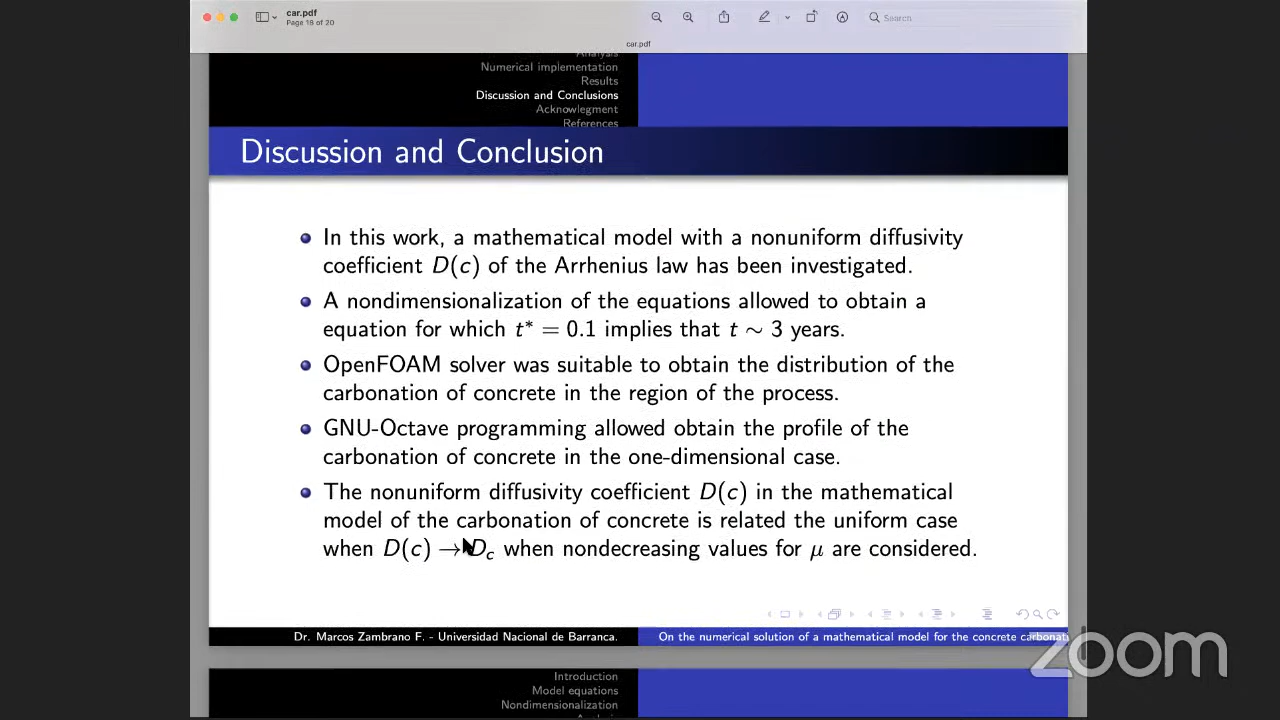 car.pdf
Page 19 of 20
Search
car.pdf
Analysis
Numerical implementation
Results
Discussion and Conclusions
Acknowlegment
References
Discussion and Conclusion
In this work, a mathematical model with a nonuniform diffusivity
coefficient D(c) of the Arrhenius law has been investigated.
A nondimensionalization of the equations allowed to obtain a
equation for which t* = 0.1 implies that t ∼ 3 years.
OpenFOAM solver was suitable to obtain the distribution of the
carbonation of concrete in the region of the process.
GNU-Octave programming allowed obtain the profile of the
carbonation of concrete in the one-dimensional case.
The nonuniform diffusivity coefficient D(c) in the mathematical
model of the carbonation of concrete is related the uniform case
when D(c) → Dc when nondecreasing values for μ are considered.
Dr. Marcos Zambrano F. - Universidad Nacional de Barranca.
On the numerical solution of a mathematical model for the concrete
zoom
Introduction
Model equations
Nondimensionalization